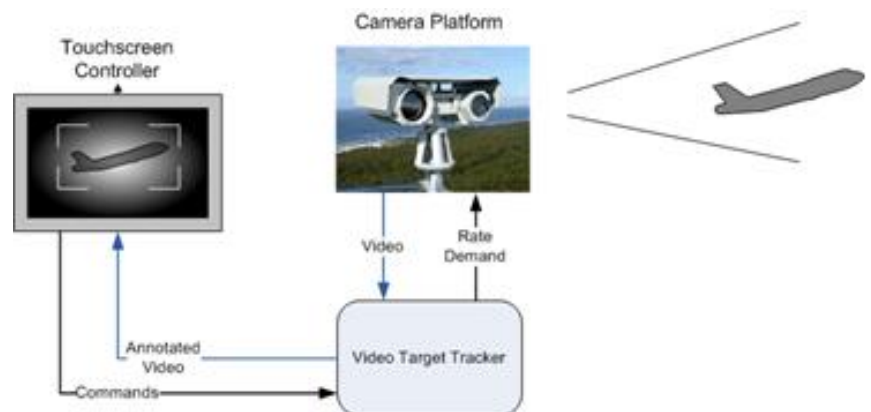 Camera Platform
Touchscreen
Controller
Video
Rate
Demand
Annotated
Video
Video Target Tracker
Commands